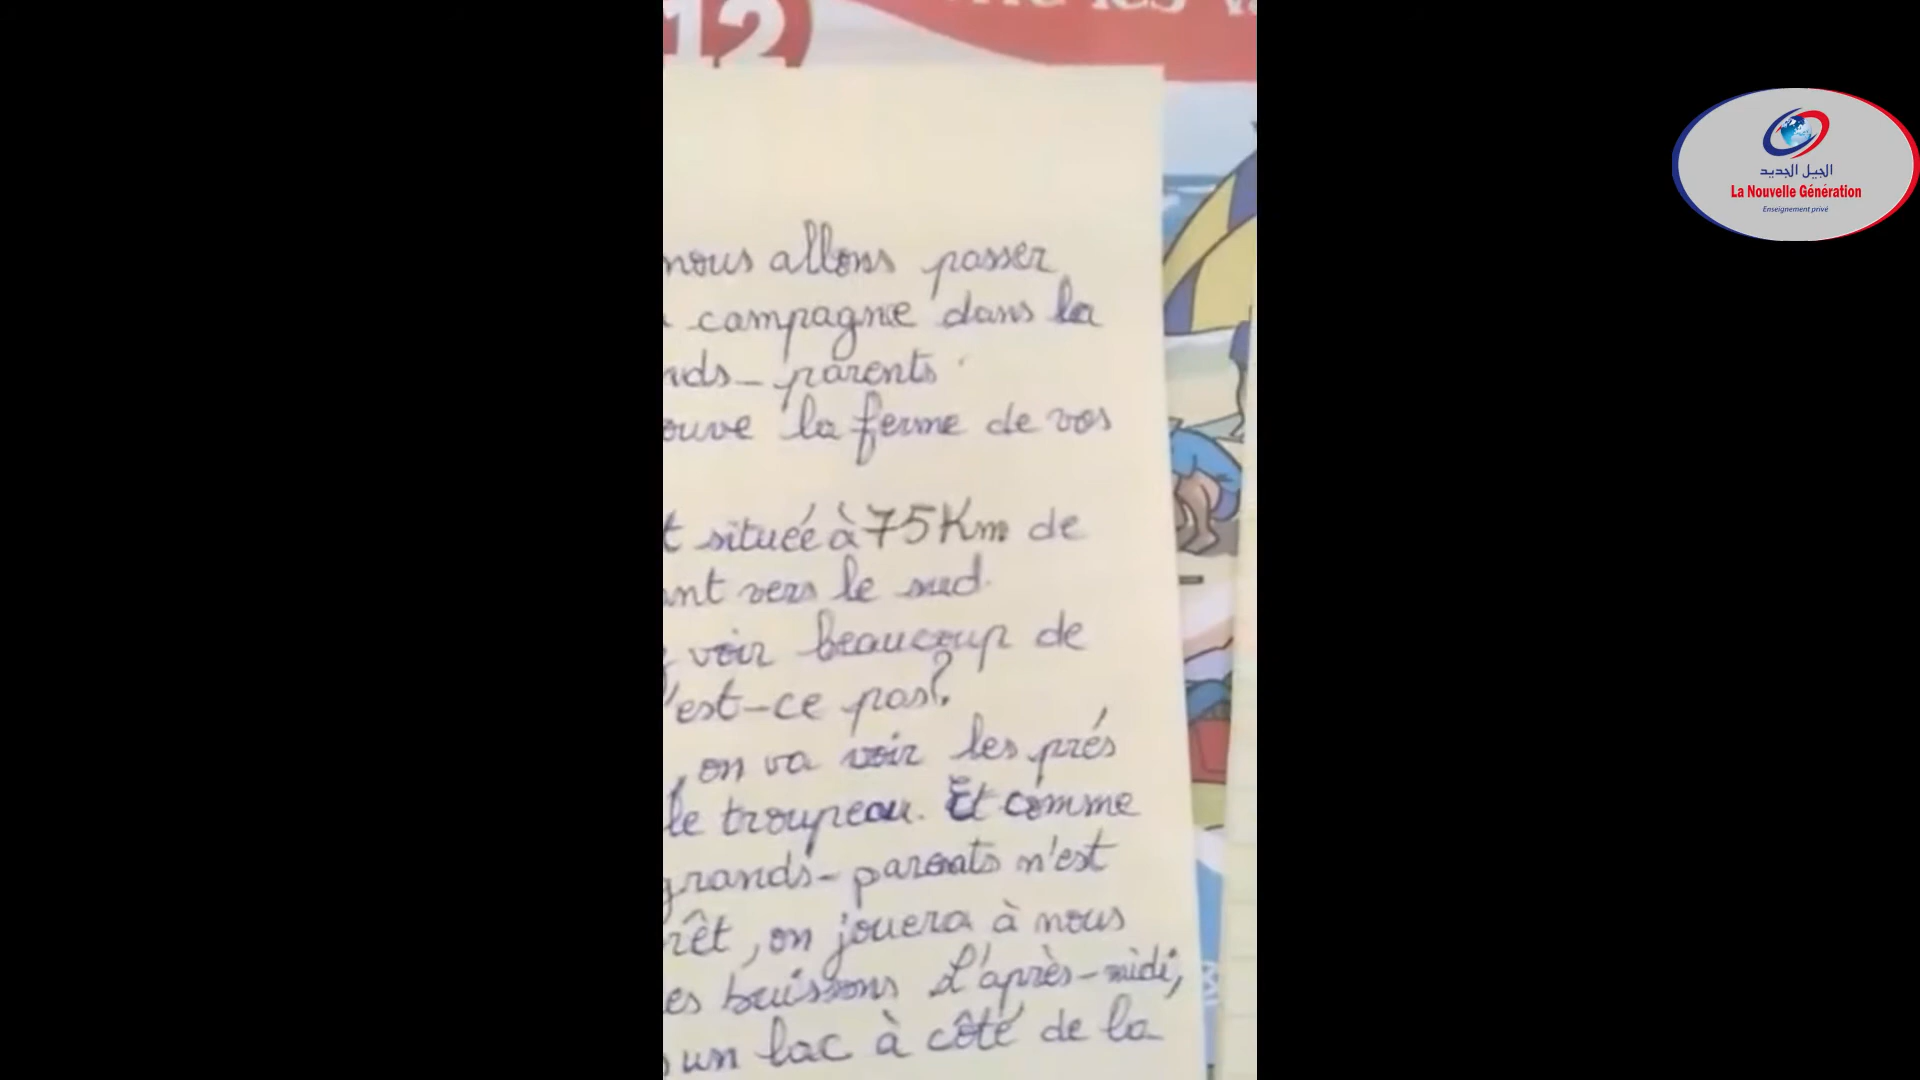 12
nous allons passer
campagne dans la
nds-parents
ouve la ferme de vos
t située à 75 Km de
ant vers le sud.
voir beaucoup de
'est-ce pas?
, on va voir les prés
le troupeau. Et comme
grands-parents n'est
rêt, on jouera à nous
es buissons L'après-midi,
un lac à côté de la
الجيل الجديد
La Nouvelle Génération
Enseignement privé